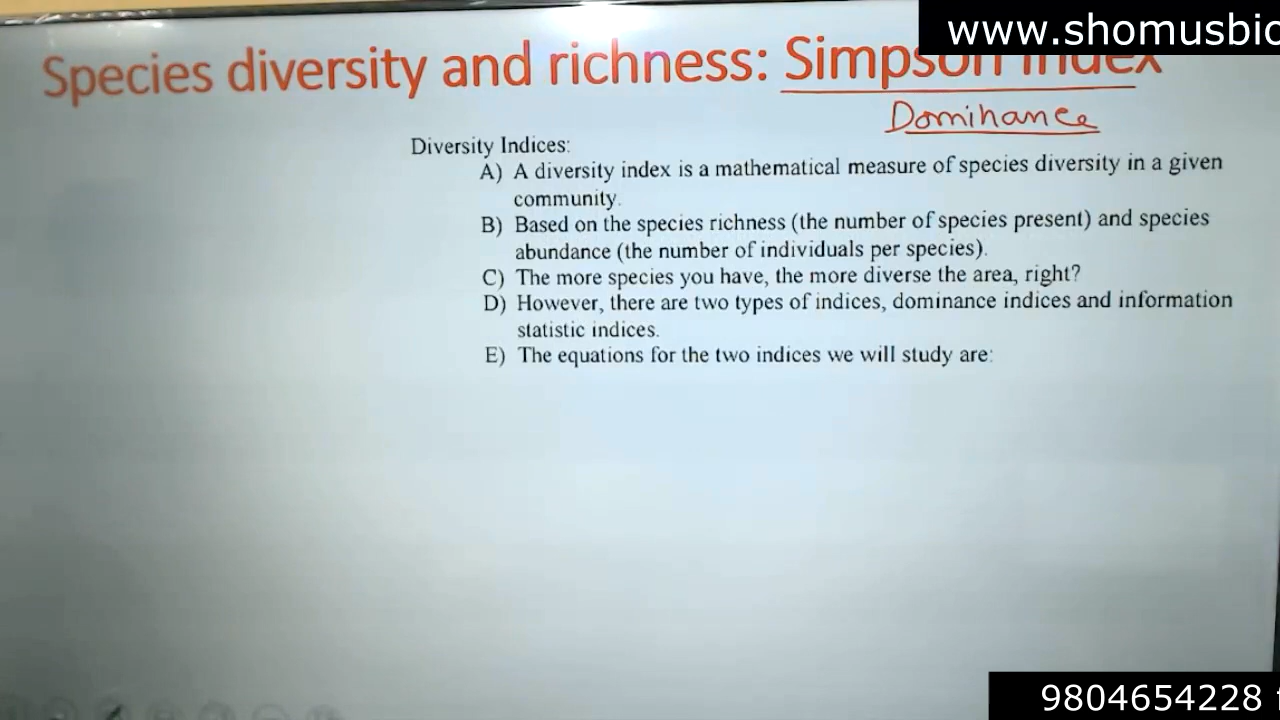 www.shomusbio
Species diversity and richness: Simpson Index
Dominance
Diversity Indices:
A) A diversity index is a mathematical measure of species diversity in a given
community.
B) Based on the species richness (the number of species present) and species
abundance (the number of individuals per species).
C) The more species you have, the more diverse the area, right?
D) However, there are two types of indices, dominance indices and information
statistic indices.
E) The equations for the two indices we will study are:
9804654228